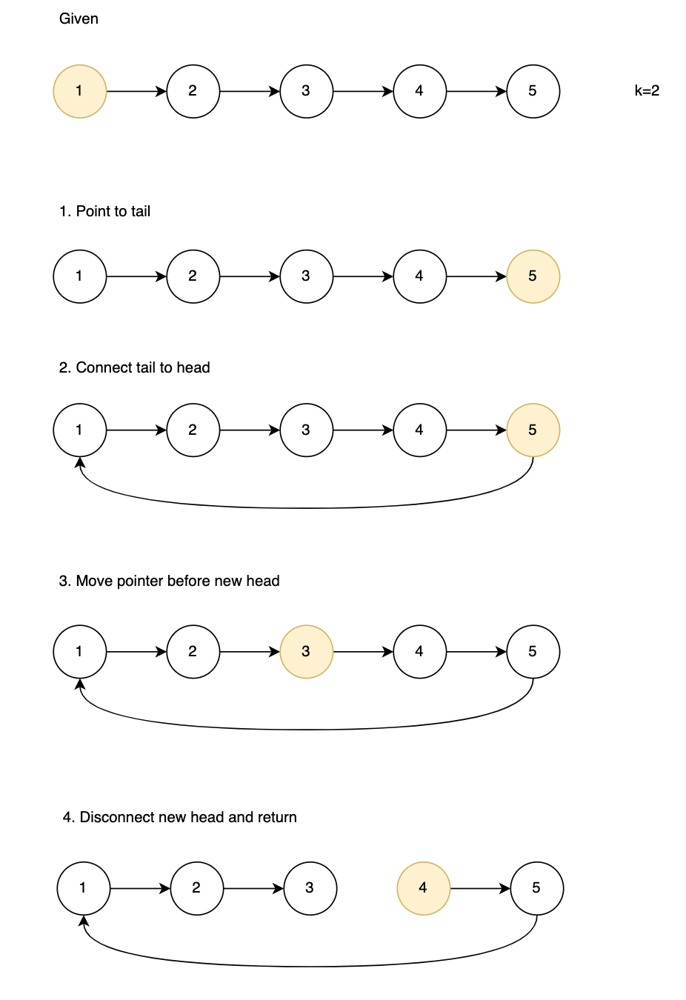 Given
1 2 3 4 5 k=2
1. Point to tail
1 2 3 4 5
2. Connect tail to head
1 2 3 4 5
3. Move pointer before new head
1 2 3 4 5
4. Disconnect new head and return
1 2 3 4 5